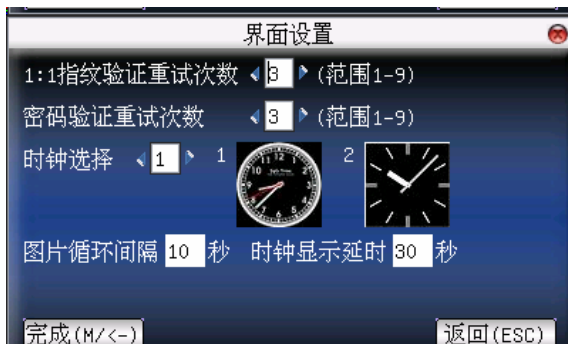 界面设置
1:1指纹验证重试次数 3 (范围1-9)
密码验证重试次数 3 (范围1-9)
时钟选择 1 1 2
图片循环间隔 10 秒 时钟显示延时 30 秒
完成(M/<-) 返回(ESC)